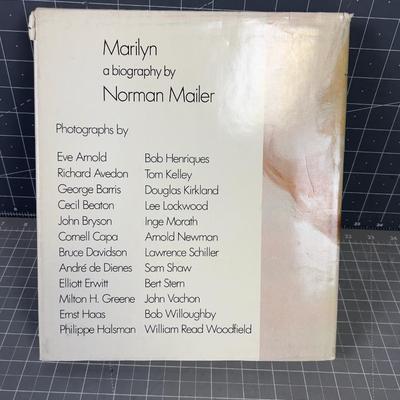 Marilyn
a biography by
Norman Mailer
Photographs by
Eve Arnold
Richard Avedon
George Barris
Cecil Beaton
John Bryson
Cornell Capa
Bruce Davidson
André de Dienes
Elliott Erwitt
Milton H. Greene
Ernst Haas
Philippe Halsman
Bob Henriques
Tom Kelley
Douglas Kirkland
Lee Lockwood
Inge Morath
Arnold Newman
Lawrence Schiller
Sam Shaw
Bert Stern
John Vachon
Bob Willoughby
William Read Woodfield